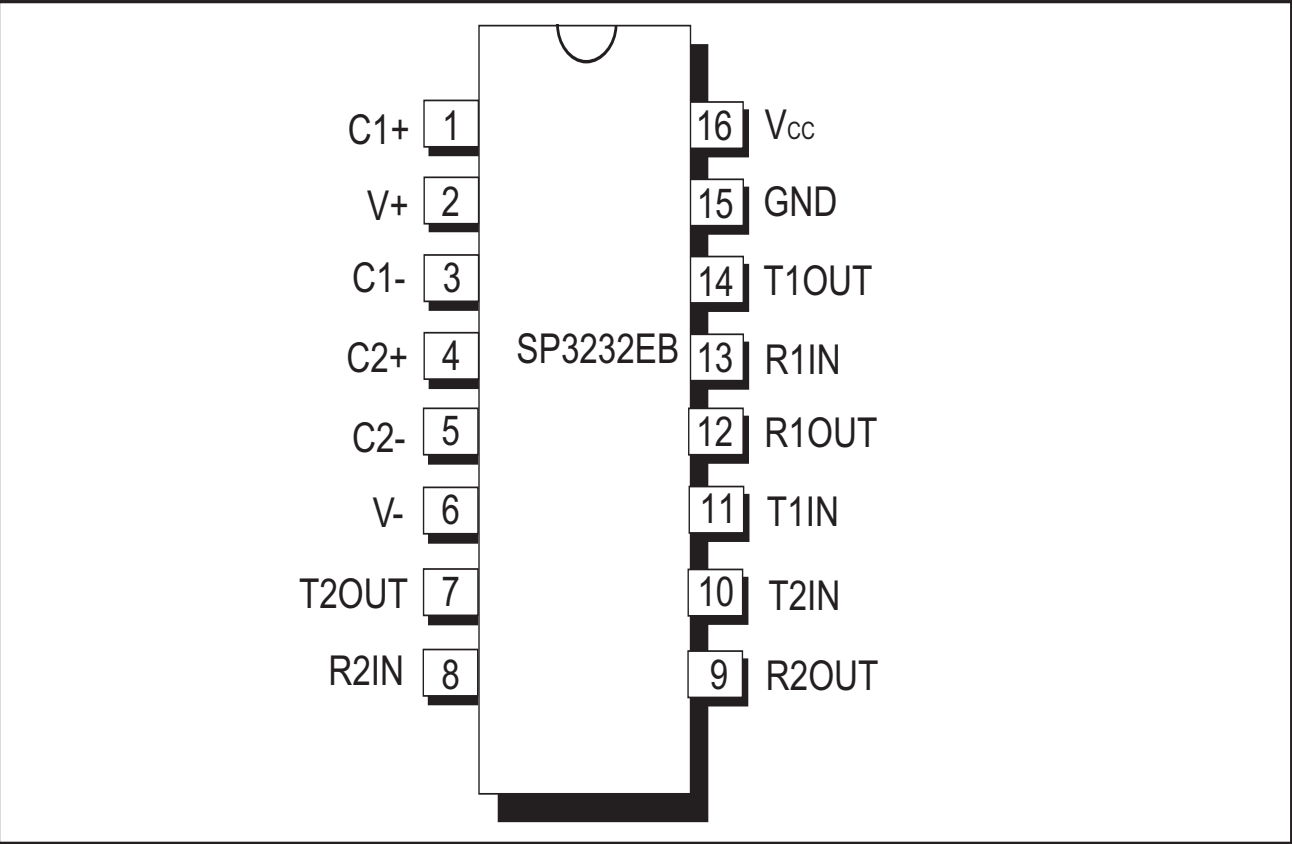 C1+ 1
V+ 2
C1- 3
C2+ 4
C2- 5
V- 6
T2OUT 7
R2IN 8
SP3232EB
16 VCC
15 GND
14 T1OUT
13 R1IN
12 R1OUT
11 T1IN
10 T2IN
9 R2OUT